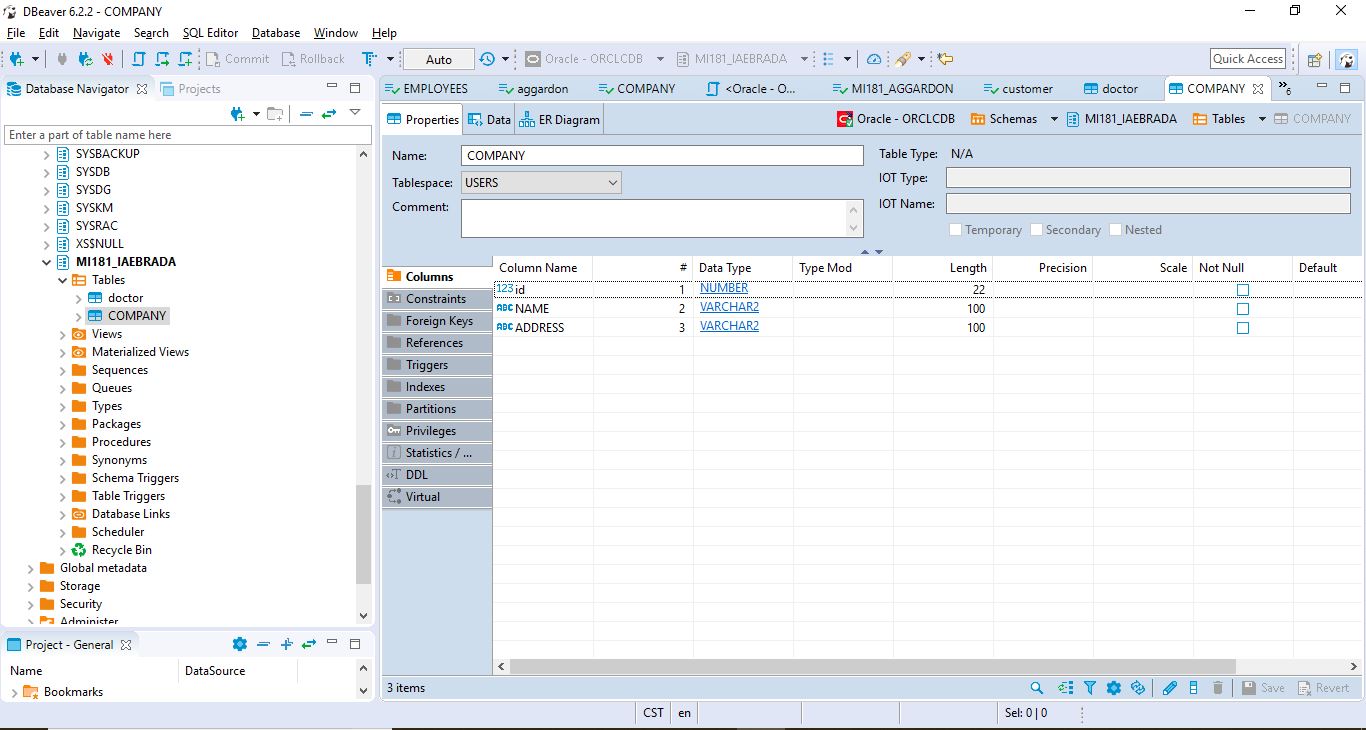 DBeaver 6.2.2 - COMPANY
File Edit Navigate Search SQL Editor Database Window Help
Commit Rollback Auto Oracle - ORCLCDB MI181_IAEBRADA Quick Access
Database Navigator Projects
Enter a part of table name here
SYSBACKUP
SYSDB
SYSDG
SYSKM
SYSRAC
XS$NULL
MI181_IAEBRADA
Tables
doctor
COMPANY
Views
Materialized Views
Sequences
Queues
Types
Packages
Procedures
Synonyms
Schema Triggers
Table Triggers
Database Links
Scheduler
Recycle Bin
Global metadata
Storage
Security
Administer
Project - General
Name DataSource
Bookmarks
EMPLOYEES aggardon COMPANY <Oracle - O... MI181_AGGARDON customer doctor COMPANY »6
Properties Data ER Diagram Oracle - ORCLCDB Schemas MI181_IAEBRADA Tables COMPANY
Name: COMPANY
Tablespace: USERS
Comment:
Table Type: N/A
IOT Type:
IOT Name:
Temporary Secondary Nested
Columns
Constraints
Foreign Keys
References
Triggers
Indexes
Partitions
Privileges
Statistics / ...
DDL
Virtual
Column Name # Data Type Type Mod Length Precision Scale Not Null Default
123 id 1 NUMBER 22
ABC NAME 2 VARCHAR2 100
ABC ADDRESS 3 VARCHAR2 100
3 items Save Revert
CST en Sel: 0 | 0